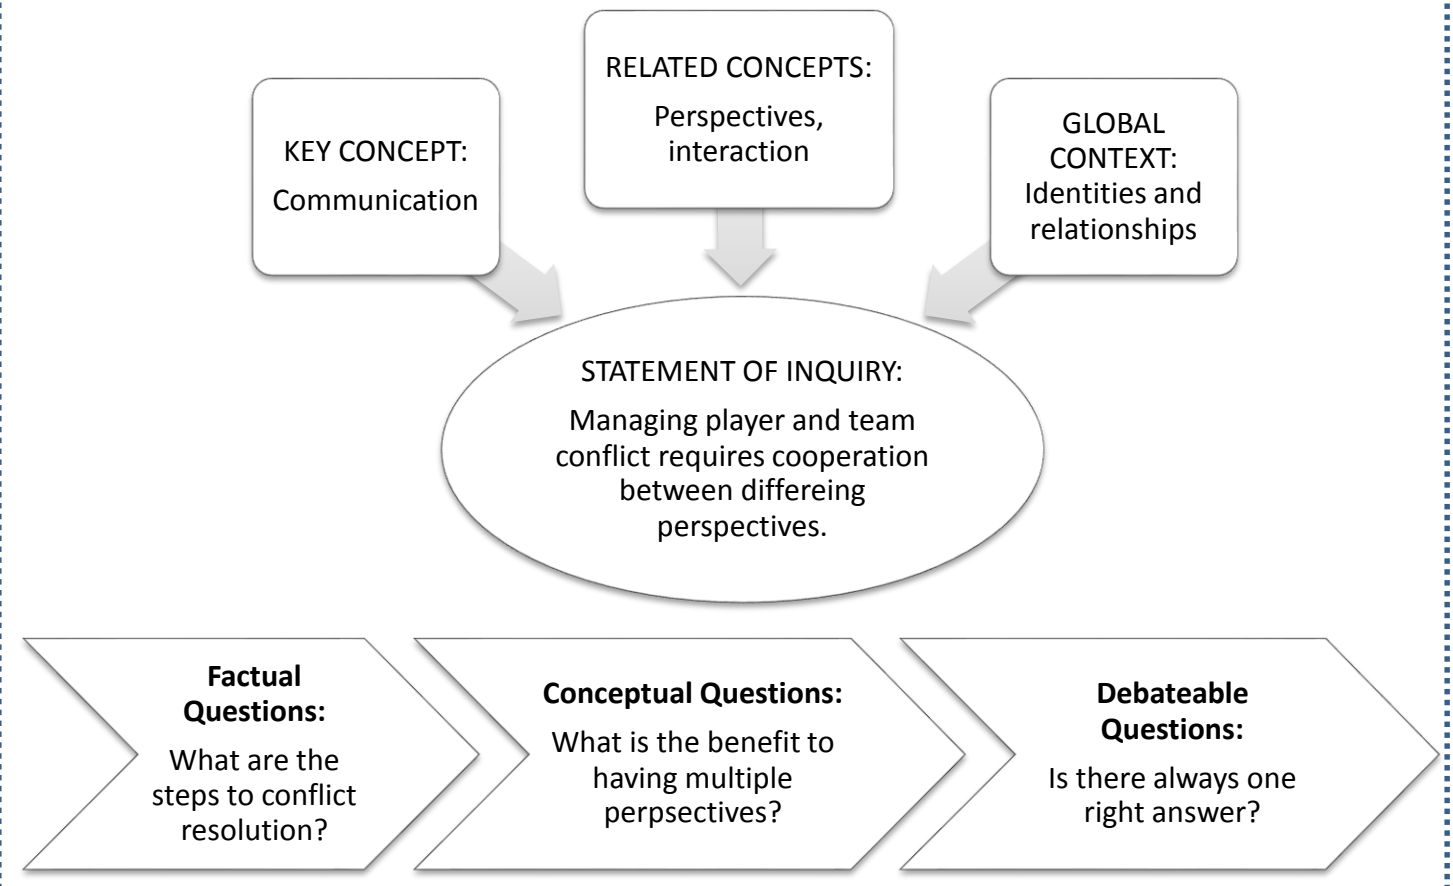 KEY CONCEPT:
Communication
RELATED CONCEPTS:
Perspectives,
interaction
GLOBAL
CONTEXT:
Identities and
relationships
STATEMENT OF INQUIRY:
Managing player and team
conflict requires cooperation
between differeing
perspectives.
Factual
Questions:
What are the
steps to conflict
resolution?
Conceptual Questions:
What is the benefit to
having multiple
perpsectives?
Debateable
Questions:
Is there always one
right answer?